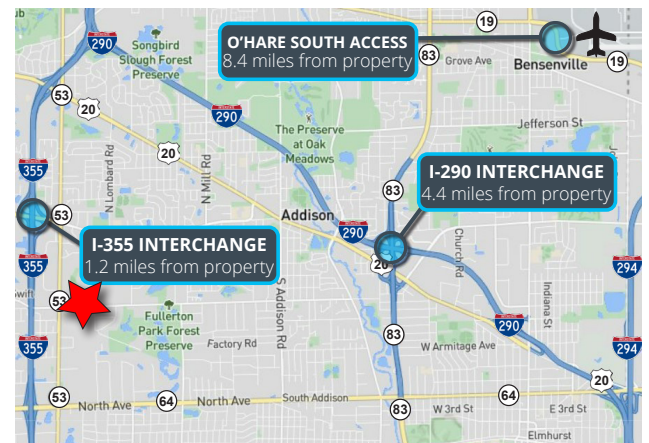 19
290
Songbird
Slough Forest
Preserve
O'HARE SOUTH ACCESS
8.4 miles from property
83
Grove Ave
Bensenville
19
53
20
290
Jefferson St
The Preserve
at Oak
Meadows
355
N Lombard Rd
20
N Mill Rd
I-290 INTERCHANGE
4.4 miles from property
83
53
Addison
290
I-355 INTERCHANGE
1.2 miles from property
20
Church Rd
355
294
53
S Addison Rd
Indiana St
Fullerton
Park Forest
Preserve
Factory Rd
290
83
W Armitage Ave
355
294
20
53
North Ave
64
North Ave
South Addison
83
W 3rd St
64
E 3rd St
Elmhurst